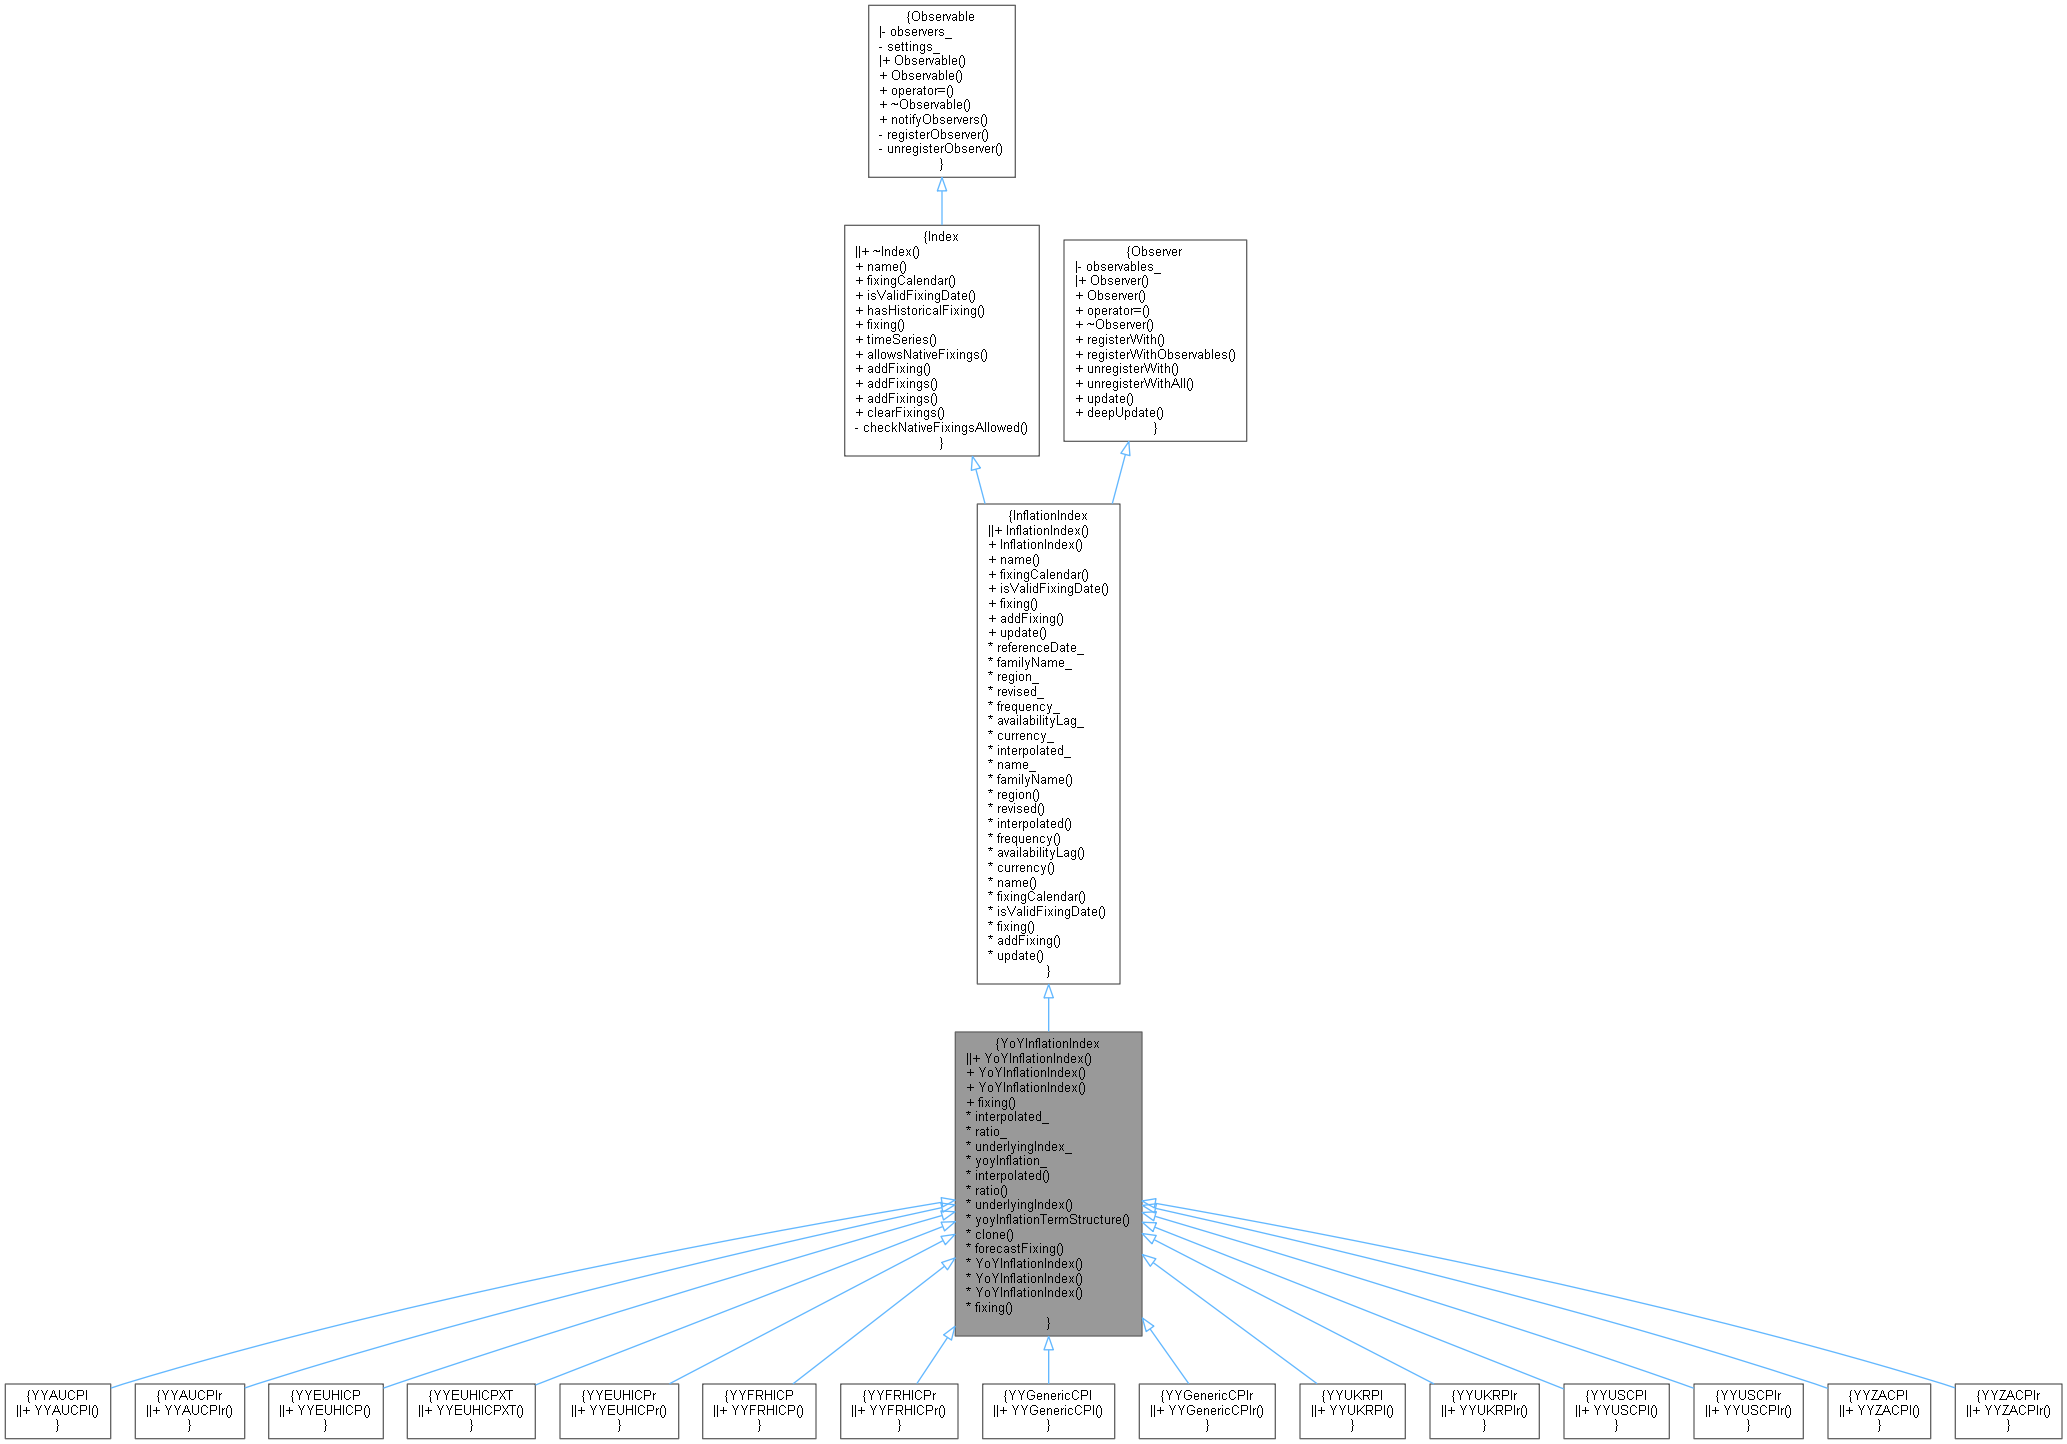 {Observable
|- observers_
- settings_
|+ Observable()
+ Observable()
+ operator=()
+ ~Observable()
+ notifyObservers()
- registerObserver()
- unregisterObserver()
}
{Index
||+ ~Index()
+ name()
+ fixingCalendar()
+ isValidFixingDate()
+ hasHistoricalFixing()
+ fixing()
+ timeSeries()
+ allowsNativeFixings()
+ addFixing()
+ addFixings()
+ addFixings()
+ clearFixings()
- checkNativeFixingsAllowed()
}
{Observer
|- observables_
|+ Observer()
+ Observer()
+ operator=()
+ ~Observer()
+ registerWith()
+ registerWithObservables()
+ unregisterWith()
+ unregisterWithAll()
+ update()
+ deepUpdate()
}
{InflationIndex
||+ InflationIndex()
+ InflationIndex()
+ name()
+ fixingCalendar()
+ isValidFixingDate()
+ fixing()
+ addFixing()
+ update()
* referenceDate_
* familyName_
* region_
* revised_
* frequency_
* availabilityLag_
* currency_
* interpolated_
* name_
* familyName()
* region()
* revised()
* interpolated()
* frequency()
* availabilityLag()
* currency()
* name()
* fixingCalendar()
* isValidFixingDate()
* fixing()
* addFixing()
* update()
}
{YoYInflationIndex
||+ YoYInflationIndex()
+ YoYInflationIndex()
+ YoYInflationIndex()
+ fixing()
* interpolated_
* ratio_
* underlyingIndex_
* yoyInflation_
* interpolated()
* ratio()
* underlyingIndex()
* yoyInflationTermStructure()
* clone()
* forecastFixing()
* YoYInflationIndex()
* YoYInflationIndex()
* YoYInflationIndex()
* fixing()
}
{YYAUCPI
||+ YYAUCPI()
}
{YYAUCPIr
||+ YYAUCPIr()
}
{YYEUHICP
||+ YYEUHICP()
}
{YYEUHICPXT
||+ YYEUHICPXT()
}
{YYEUHICPr
||+ YYEUHICPr()
}
{YYFRHICP
||+ YYFRHICP()
}
{YYFRHICPr
||+ YYFRHICPr()
}
{YYGenericCPI
||+ YYGenericCPI()
}
{YYGenericCPIr
||+ YYGenericCPIr()
}
{YYUKRPI
||+ YYUKRPI()
}
{YYUKRPIr
||+ YYUKRPIr()
}
{YYUSCPI
||+ YYUSCPI()
}
{YYUSCPIr
||+ YYUSCPIr()
}
{YYZACPI
||+ YYZACPI()
}
{YYZACPIr
||+ YYZACPIr()
}